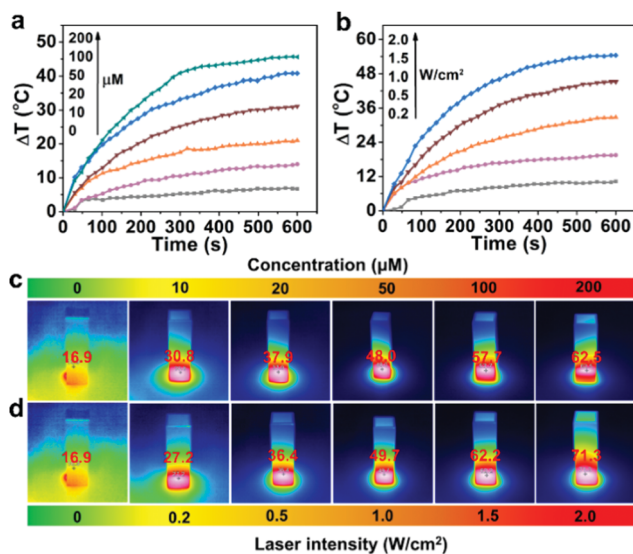 a
b
ΔT (°C)
50
40
30
20
10
0
200
100
50
20
10
0
μM
0 100 200 300 400 500 600
Time (s)
ΔT (°C)
60
48
36
24
12
0
2.0
1.5
1.0
0.5
0.2
W/cm²
0 100 200 300 400 500 600
Time (s)
Concentration (μM)
c 0 10 20 50 100 200
16.9 30.8 37.9 48.0 57.7 62.5
d
16.9 27.2 36.4 49.7 62.2 71.3
0 0.2 0.5 1.0 1.5 2.0
Laser intensity (W/cm²)